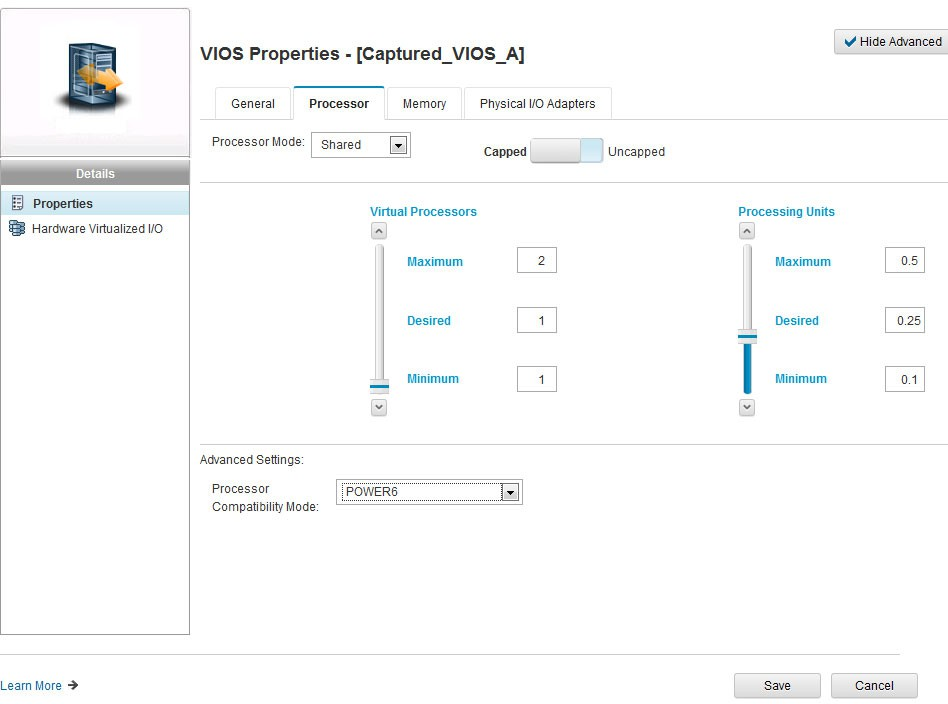 VIOS Properties - [Captured_VIOS_A]
Hide Advanced
General
Processor
Memory
Physical I/O Adapters
Processor Mode:
Shared
Capped
Uncapped
Details
Properties
Hardware Virtualized I/O
Virtual Processors
Maximum
2
Desired
1
Minimum
1
Processing Units
Maximum
0.5
Desired
0.25
Minimum
0.1
Advanced Settings:
Processor
Compatibility Mode:
POWER6
Learn More
Save
Cancel